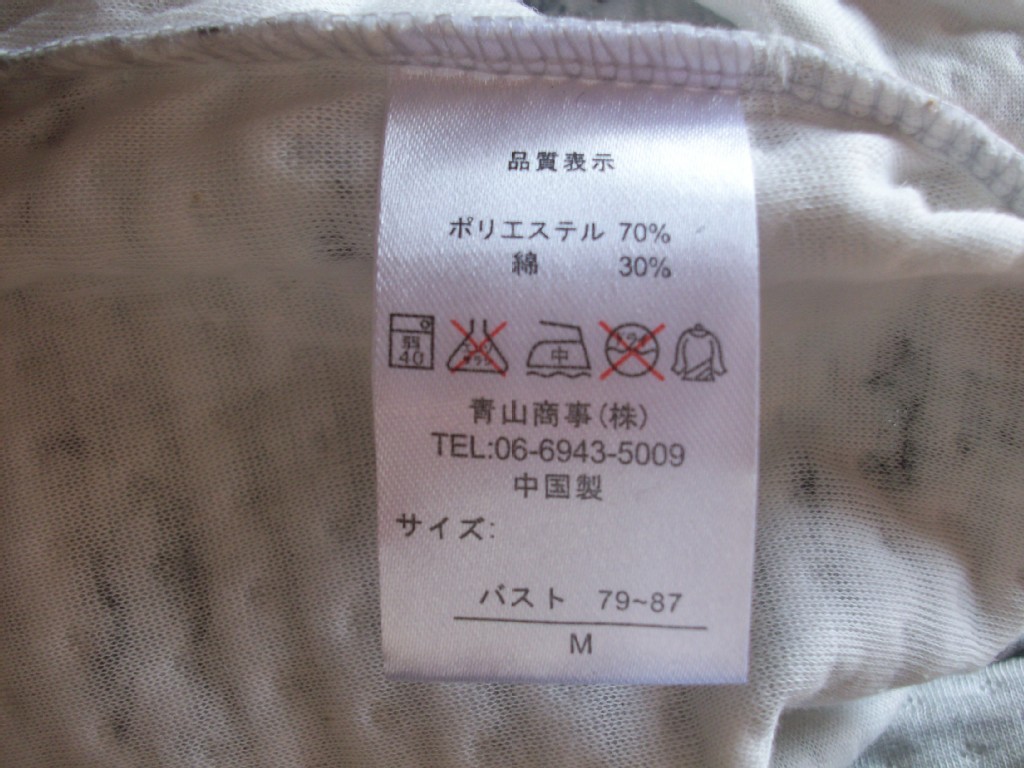 品質表示
ポリエステル 70%
綿 30%
弱 40 中
青山商事(株)
TEL:06-6943-5009
中国製
サイズ:
バスト 79~87
M